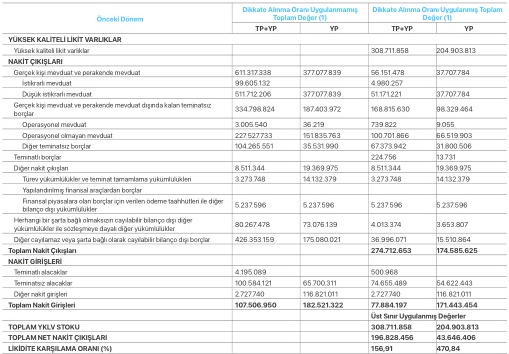 Önceki Dönem
Dikkate Alınma Oranı Uygulanmamış Toplam Değer (1)
Dikkate Alınma Oranı Uygulanmış Toplam Değer (1)
TP+YP YP TP+YP YP
YÜKSEK KALİTELİ LİKİT VARLIKLAR
Yüksek kaliteli likit varlıklar 308.711.858 204.903.813
NAKİT ÇIKIŞLARI
Gerçek kişi mevduat ve perakende mevduat 611.317.338 377.077.839 56.151.478 37.707.784
İstikrarlı mevduat 99.605.132 4.980.257
Düşük istikrarlı mevduat 511.712.206 377.077.839 51.171.221 37.707.784
Gerçek kişi mevduat ve perakende mevduat dışında kalan teminatsız
borçlar 334.798.824 187.403.972 168.815.630 98.329.464
Operasyonel mevduat 3.005.540 36.219 739.822 9.055
Operasyonel olmayan mevduat 227.527.733 151.835.763 100.701.866 66.519.903
Diğer teminatsız borçlar 104.265.551 35.531.990 67.373.942 31.800.506
Teminatlı borçlar 224.756 13.731
Diğer nakit çıkışları 8.511.344 19.369.975 8.511.344 19.369.975
Türev yükümlülükler ve teminat tamamlama yükümlülükleri 3.273.748 14.132.379 3.273.748 14.132.379
Yapılandırılmış finansal araçlardan borçlar
Finansal piyasalara olan borçlar için verilen ödeme taahhütleri ile diğer
bilanço dışı yükümlülükler 5.237.596 5.237.596 5.237.596 5.237.596
Herhangi bir şarta bağlı olmaksızın cayılabilir bilanço dışı diğer
yükümlülükler ile sözleşmeye dayalı diğer yükümlülükler 80.267.478 73.076.139 4.013.374 3.653.807
Diğer cayılamaz veya şarta bağlı olarak cayılabilir bilanço dışı borçlar 426.353.159 175.080.021 36.996.071 15.510.864
Toplam Nakit Çıkışları 274.712.653 174.585.625
NAKİT GİRİŞLERİ
Teminatlı alacaklar 4.195.089 500.968
Teminatsız alacaklar 100.584.121 65.700.311 74.655.489 54.622.443
Diğer nakit girişleri 2.727.740 116.821.011 2.727.740 116.821.011
Toplam Nakit Girişleri 107.506.950 182.521.322 77.884.197 171.443.454
Üst Sınır Uygulanmış Değerler
TOPLAM YKLV STOKU 308.711.858 204.903.813
TOPLAM NET NAKİT ÇIKIŞLARI 196.828.456 43.646.406
LİKİDİTE KARŞILAMA ORANI (%) 156,91 470,84